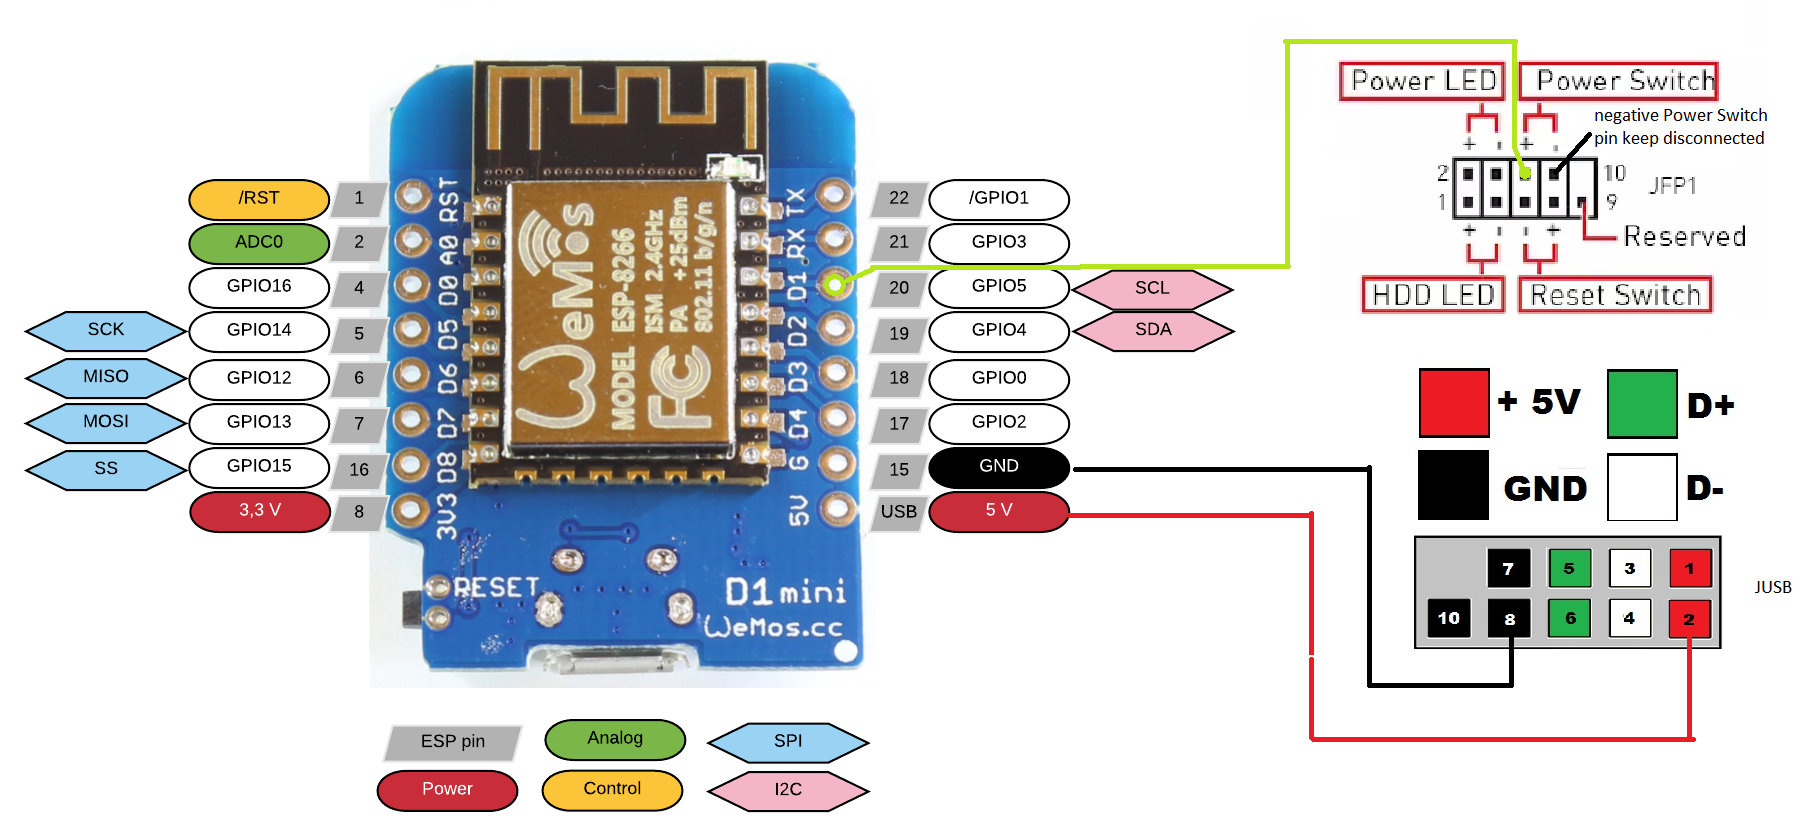 /RST
1
ADC0
2
GPIO16
4
SCK
GPIO14
5
MISO
GPIO12
6
MOSI
GPIO13
7
SS
GPIO15
16
3,3 V
8
RST
A0
D0
D5
D6
D7
D8
3V3
WeMos
MODEL ESP-8266
ISM 2.4GHz
PA +25dBm
802.11 b/g/n
FC
TX
RX
D1
D2
D3
D4
G
5V
RESET
D1 mini
WeMos.cc
22
/GPIO1
21
GPIO3
20
GPIO5
SCL
19
GPIO4
SDA
18
GPIO0
17
GPIO2
15
GND
USB
5 V
Power LED
Power Switch
negative Power Switch
pin keep disconnected
+ - + -
2
10
JFP1
1
9
+ - - +
Reserved
HDD LED
Reset Switch
+ 5V
D+
GND
D-
7
5
3
1
JUSB
10
8
6
4
2
ESP pin
Analog
SPI
Power
Control
I2C